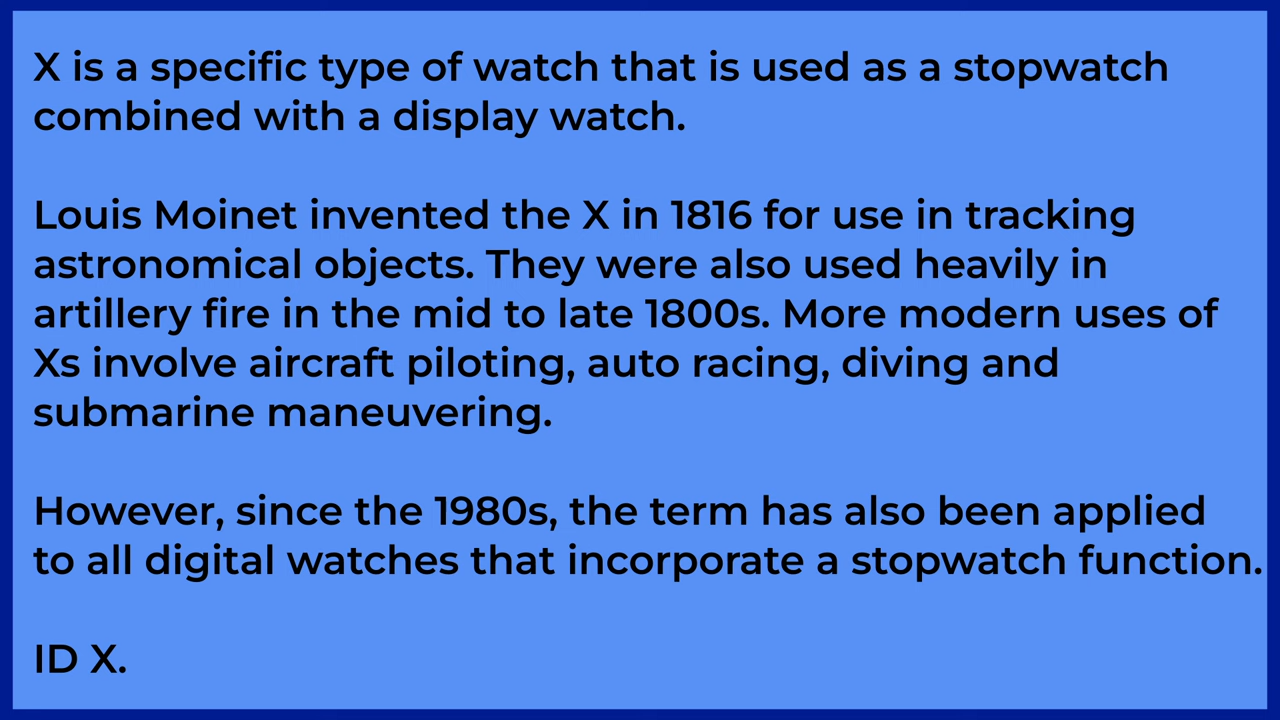 X is a specific type of watch that is used as a stopwatch
combined with a display watch.
Louis Moinet invented the X in 1816 for use in tracking
astronomical objects. They were also used heavily in
artillery fire in the mid to late 1800s. More modern uses of
Xs involve aircraft piloting, auto racing, diving and
submarine maneuvering.
However, since the 1980s, the term has also been applied
to all digital watches that incorporate a stopwatch function.
ID X.